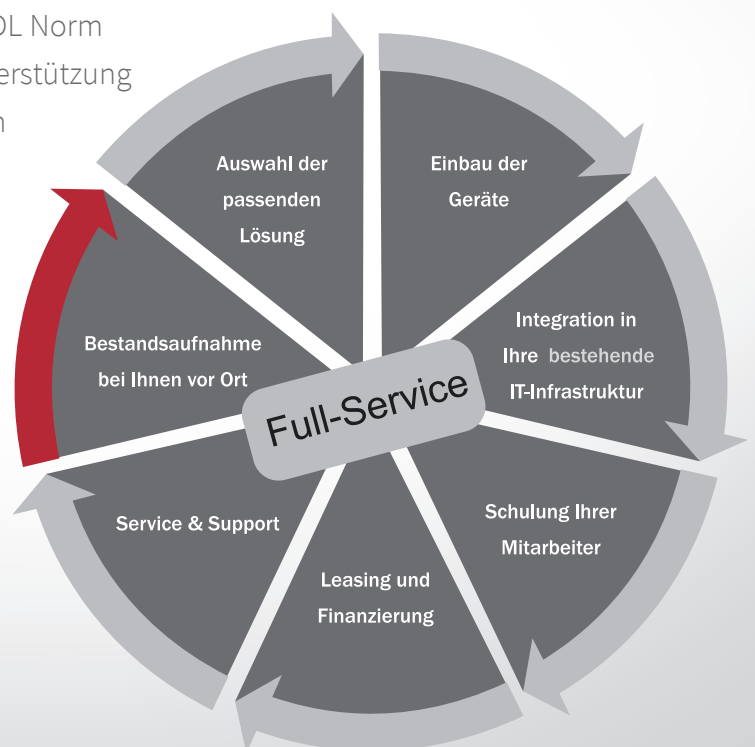 DL Norm
erstützung
n
Auswahl der
passenden
Lösung
Einbau der
Geräte
Integration in
Ihre bestehende
IT-Infrastruktur
Schulung Ihrer
Mitarbeiter
Leasing und
Finanzierung
Service & Support
Bestandsaufnahme
bei Ihnen vor Ort
Full-Service